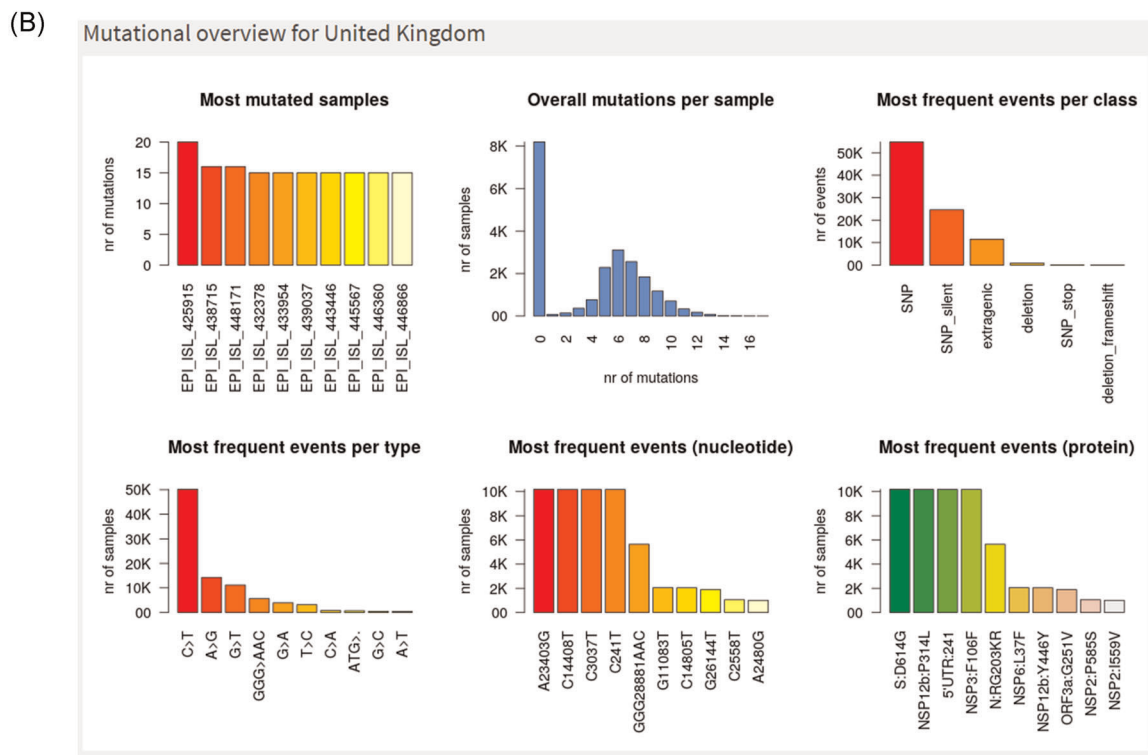 (B)
Mutational overview for United Kingdom
Most mutated samples
nr of mutations
20
15
10
5
0
EPI_ISL_425915
EPI_ISL_438715
EPI_ISL_448171
EPI_ISL_432378
EPI_ISL_433954
EPI_ISL_439037
EPI_ISL_443446
EPI_ISL_445567
EPI_ISL_446360
EPI_ISL_446866
Overall mutations per sample
nr of samples
8K
6K
4K
2K
00
0
2
4
6
8
10
12
14
16
nr of mutations
Most frequent events per class
nr of events
50K
40K
30K
20K
10K
00
SNP
SNP_silent
extragenic
deletion
SNP_stop
deletion_frameshift
Most frequent events per type
nr of samples
50K
40K
30K
20K
10K
00
C>T
A>G
G>T
GGG>AAC
G>A
T>C
C>A
ATG>.
G>C
A>T
Most frequent events (nucleotide)
nr of samples
10K
8K
6K
4K
2K
00
A23403G
C14408T
C3037T
C241T
GGG28881AAC
G11083T
C14805T
G26144T
C2558T
A2480G
Most frequent events (protein)
nr of samples
10K
8K
6K
4K
2K
00
S:D614G
NSP12b:P314L
5'UTR:241
NSP3:F106F
N:RG203KR
NSP6:L37F
NSP12b:Y446Y
ORF3a:G251V
NSP2:P585S
NSP2:I559V